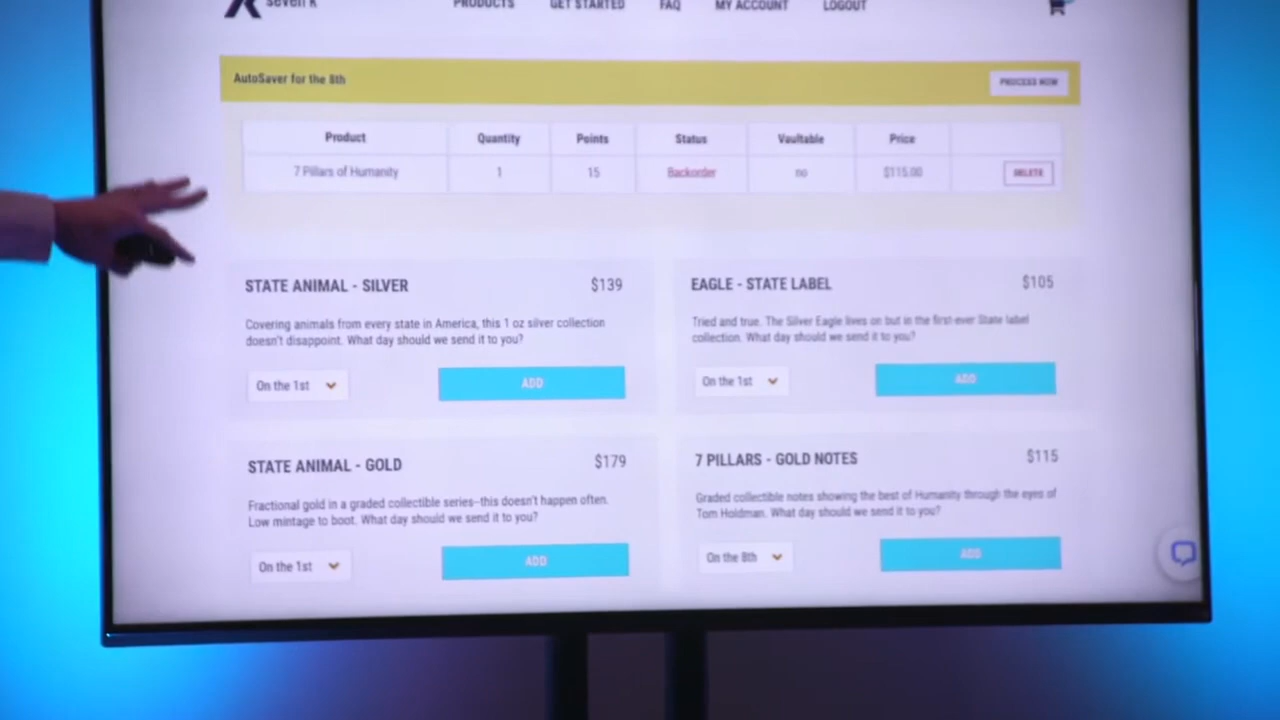 seven k
PRODUCTS GET STARTED FAQ MY ACCOUNT LOGOUT
AutoSaver for the 8th
PROCESS NOW
Product Quantity Points Status Vaultable Price
7 Pillars of Humanity 1 15 Backorder no $115.00 DELETE
STATE ANIMAL - SILVER $139
Covering animals from every state in America, this 1 oz silver collection
doesn't disappoint. What day should we send it to you?
On the 1st ADD
EAGLE - STATE LABEL $105
Tried and true. The Silver Eagle lives on but in the first-ever State label
collection. What day should we send it to you?
On the 1st ADD
STATE ANIMAL - GOLD $179
Fractional gold in a graded collectible series--this doesn't happen often.
Low mintage to boot. What day should we send it to you?
On the 1st ADD
7 PILLARS - GOLD NOTES $115
Graded collectible notes showing the best of Humanity through the eyes of
Tom Holdman. What day should we send it to you?
On the 8th ADD